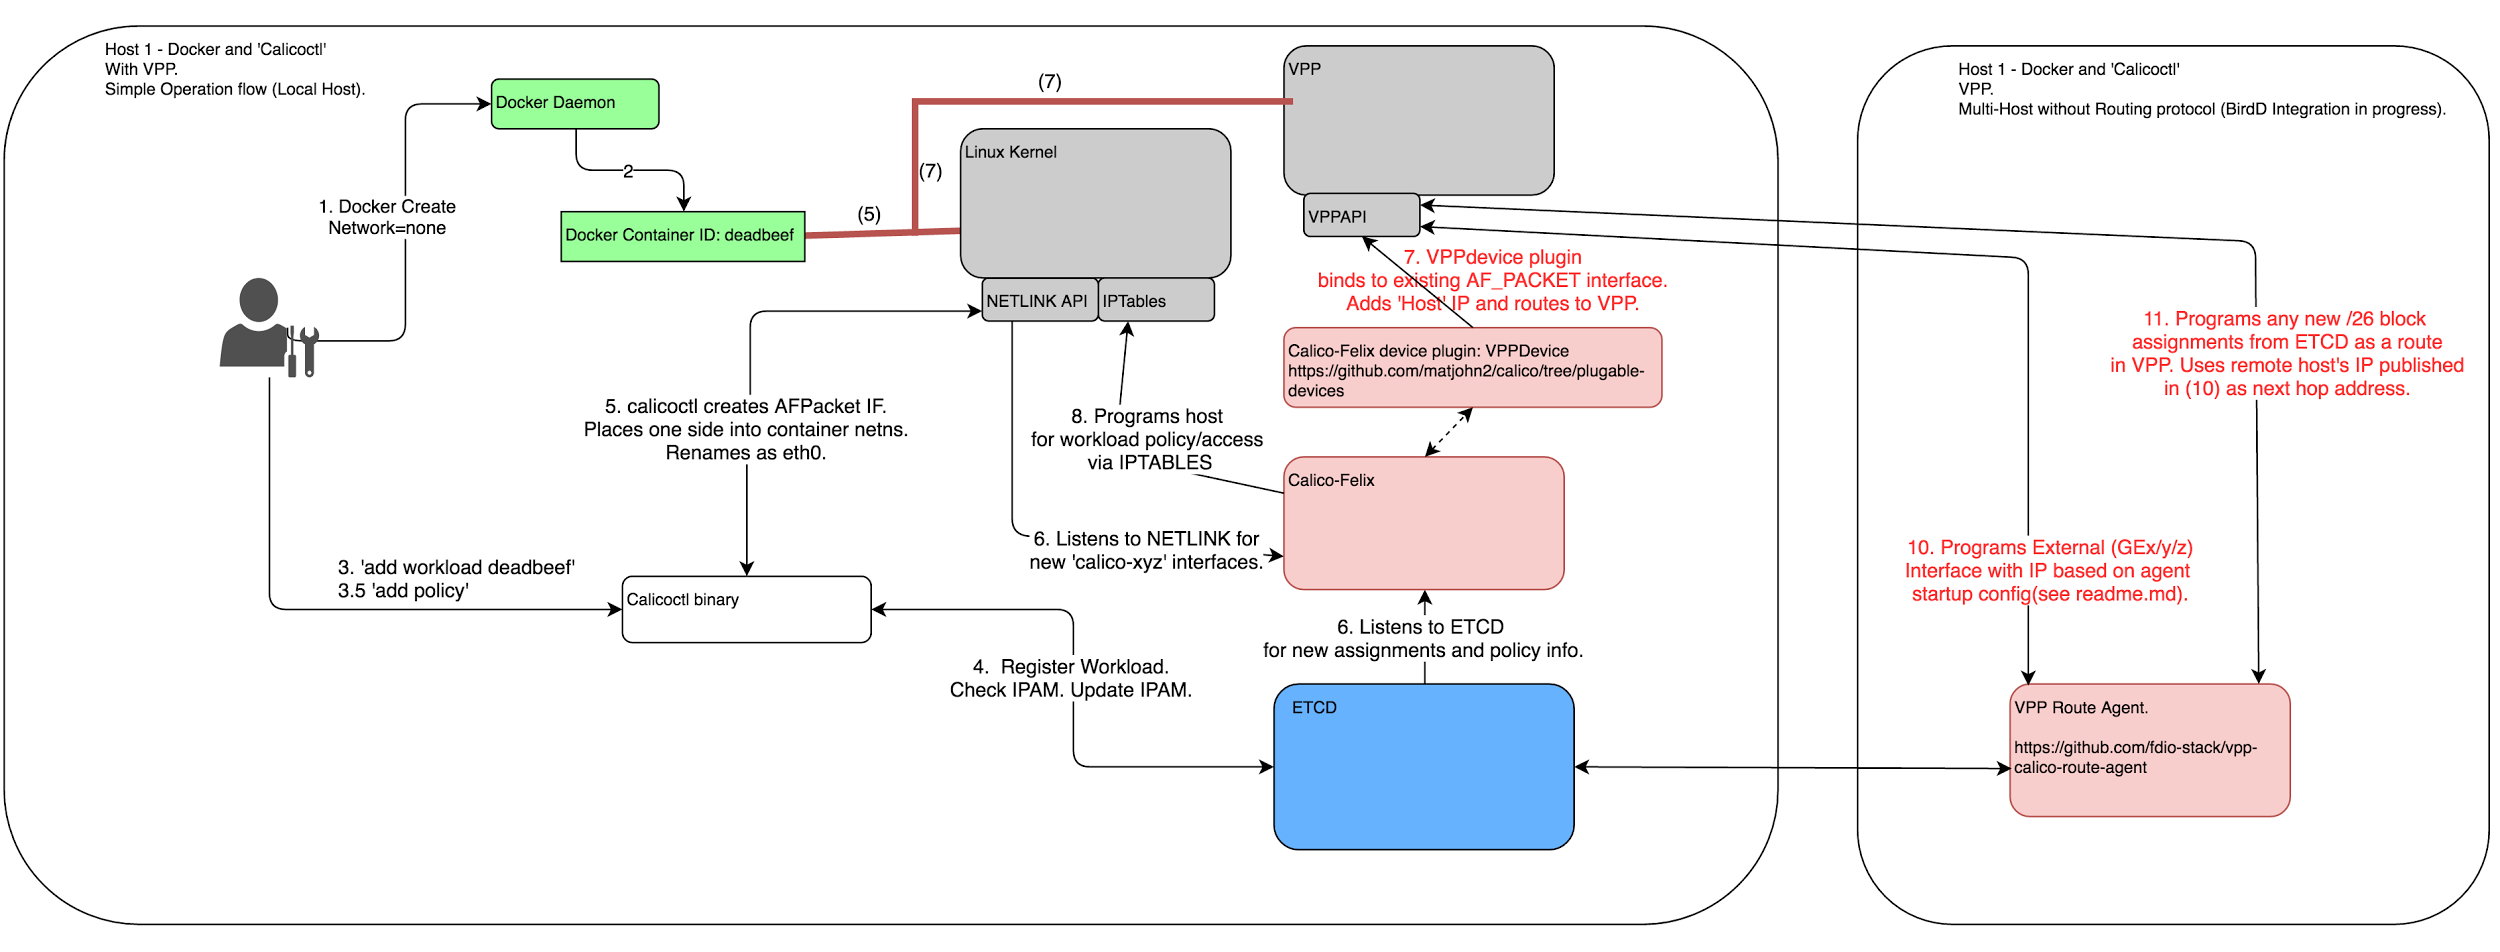 Host 1 - Docker and 'Calicoctl'
With VPP.
Simple Operation flow (Local Host).
Docker Daemon
2
1. Docker Create
Network=none
Docker Container ID: deadbeef
(5)
(7)
(7)
Linux Kernel
NETLINK API
IPTables
VPP
VPPAPI
7. VPPdevice plugin
binds to existing AF_PACKET interface.
Adds 'Host' IP and routes to VPP.
Calico-Felix device plugin: VPPDevice
https://github.com/matjohn2/calico/tree/plugable-
devices
5. calicoctl creates AFPacket IF.
Places one side into container netns.
Renames as eth0.
8. Programs host
for workload policy/access
via IPTABLES
Calico-Felix
6. Listens to NETLINK for
new 'calico-xyz' interfaces.
3. 'add workload deadbeef'
3.5 'add policy'
Calicoctl binary
6. Listens to ETCD
for new assignments and policy info.
4.  Register Workload.
Check IPAM. Update IPAM.
ETCD
Host 1 - Docker and 'Calicoctl'
VPP.
Multi-Host without Routing protocol (BirdD Integration in progress).
11. Programs any new /26 block
assignments from ETCD as a route
in VPP. Uses remote host's IP published
in (10) as next hop address.
10. Programs External (GEx/y/z)
Interface with IP based on agent
startup config(see readme.md).
VPP Route Agent.
https://github.com/fdio-stack/vpp-
calico-route-agent